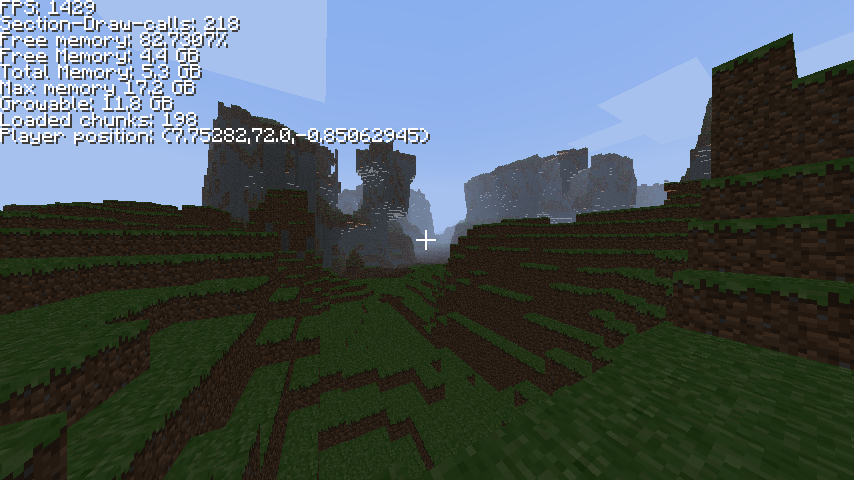 FPS: 1429
Section-Draw-calls: 218
Free memory: 82.7307%
Free Memory: 4.4 GB
Total Memory: 5.3 GB
Max memory 17.2 GB
Growable: 11.8 GB
Loaded chunks: 198
Player position: (7.75282,72.0,-0.85062945)